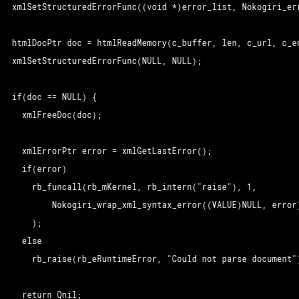 xmlSetStructuredErrorFunc((void *)error_list, Nokogiri_er
htmlDocPtr doc = htmlReadMemory(c_buffer, len, c_url, c_e
xmlSetStructuredErrorFunc(NULL, NULL);
if(doc == NULL) {
xmlFreeDoc(doc);
xmlErrorPtr error = xmlGetLastError();
if(error)
rb_funcall(rb_mKernel, rb_intern("raise"), 1,
Nokogiri_wrap_xml_syntax_error((VALUE)NULL, error
);
else
rb_raise(rb_eRuntimeError, "Could not parse document"
return Qnil;